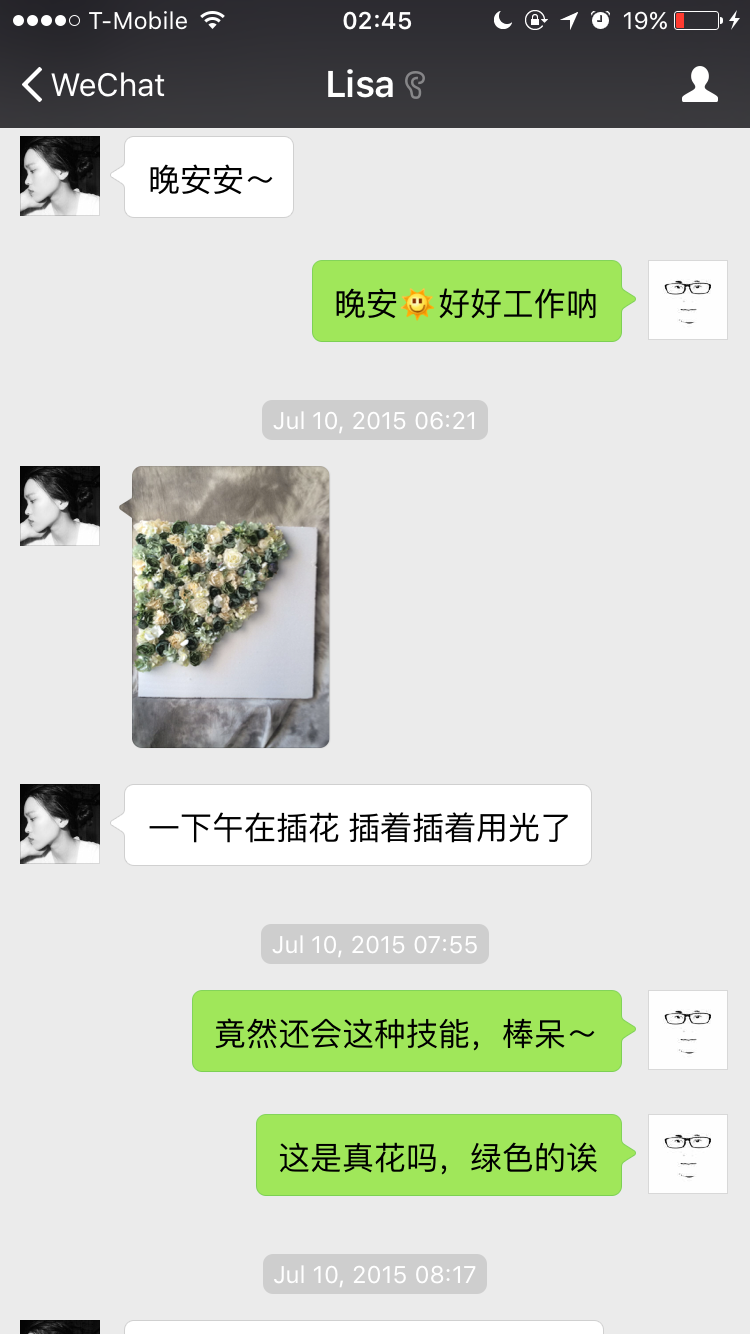 T-Mobile 02:45 19%
WeChat Lisa
晚安安～
晚安🌞好好工作呐
Jul 10, 2015 06:21
一下午在插花 插着插着用光了
Jul 10, 2015 07:55
竟然还会这种技能，棒呆～
这是真花吗，绿色的诶
Jul 10, 2015 08:17